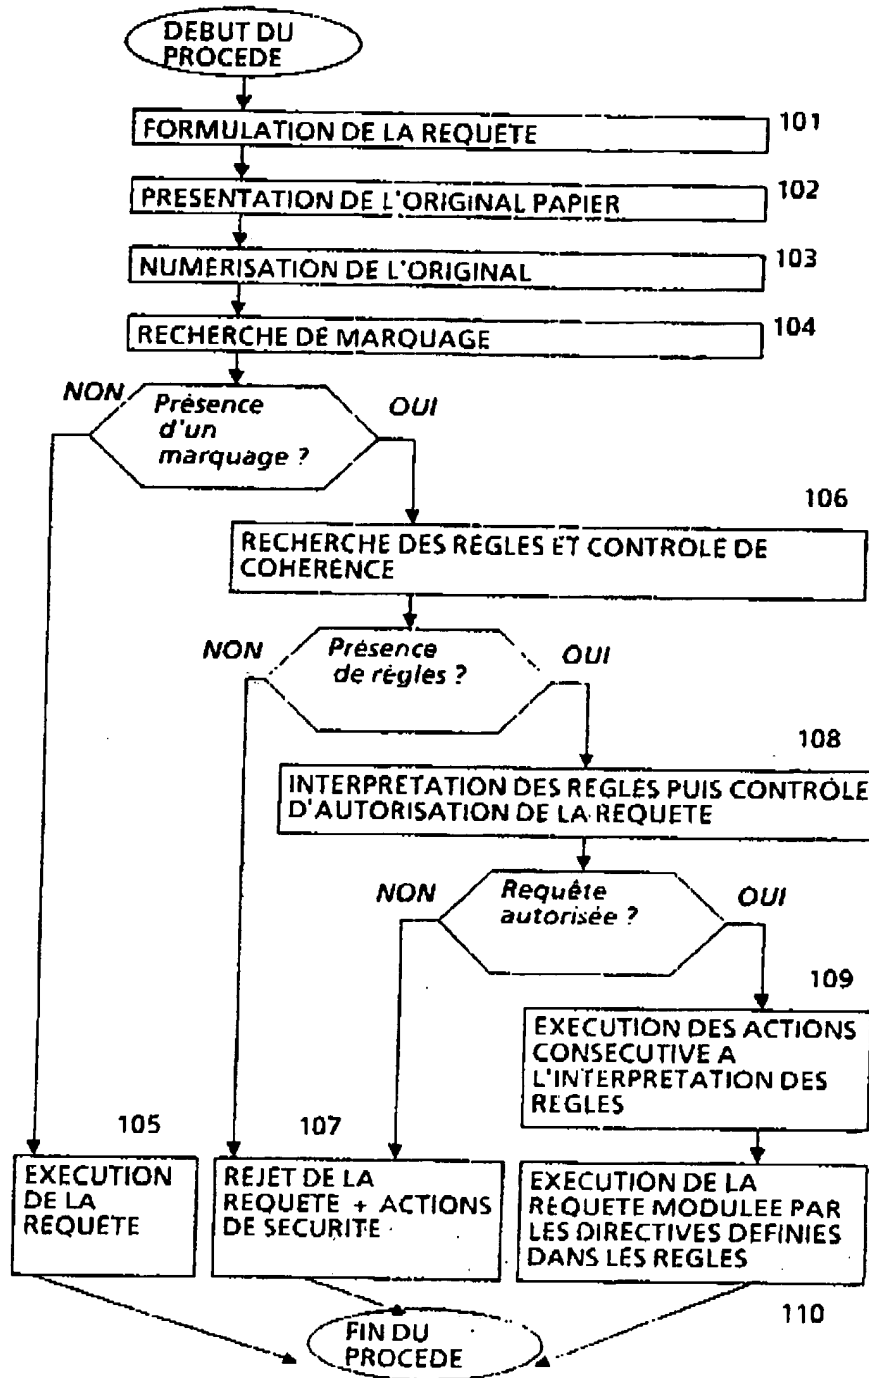 DEBUT DU
PROCEDE
101
FORMULATION DE LA REQUÊTE
102
PRESENTATION DE L'ORIGINAL PAPIER
103
NUMERISATION DE L'ORIGINAL
104
RECHERCHE DE MARQUAGE
NON
Présence
d'un
marquage ?
OUI
106
RECHERCHE DES REGLES ET CONTROLE DE
COHERENCE
NON
Présence
de règles ?
OUI
108
INTERPRETATION DES REGLES PUIS CONTRÔLE
D'AUTORISATION DE LA REQUETE
NON
Requête
autorisée ?
OUI
109
EXECUTION DES ACTIONS
CONSECUTIVE A
L'INTERPRETATION DES
REGLES
105
EXECUTION
DE LA
REQUÊTE
107
REJET DE LA
REQUETE + ACTIONS
DE SECURITE
EXECUTION DE LA
REQUETE MODULEE PAR
LES DIRECTIVES DEFINIES
DANS LES REGLES
110
FIN DU
PROCEDE